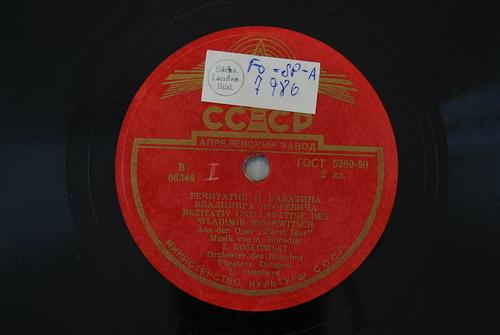 Sächs.
Landes-
Bibl.
Fo-SP-A
7986
СССР
АПРЕЛЕВСКИЙ ЗАВОД
В
06346
I
ГОСТ 5289-50
2 кл.
РЕЧИТАТИВ И КАВАТИНА
ВЛАДИМИРА ИГОРЕВИЧА
REZITATIV UND CAVATINE DES
WLADIMIR IGOREWITSCH
Aus der Oper „Fürst Igor"
Musik von A. Borodin
I. KOSLOWSKI
Orchester des Bolschoi
Theaters. Dirigent
L. Steinberg
МИНИСТЕРСТВО КУЛЬТУРЫ СССР